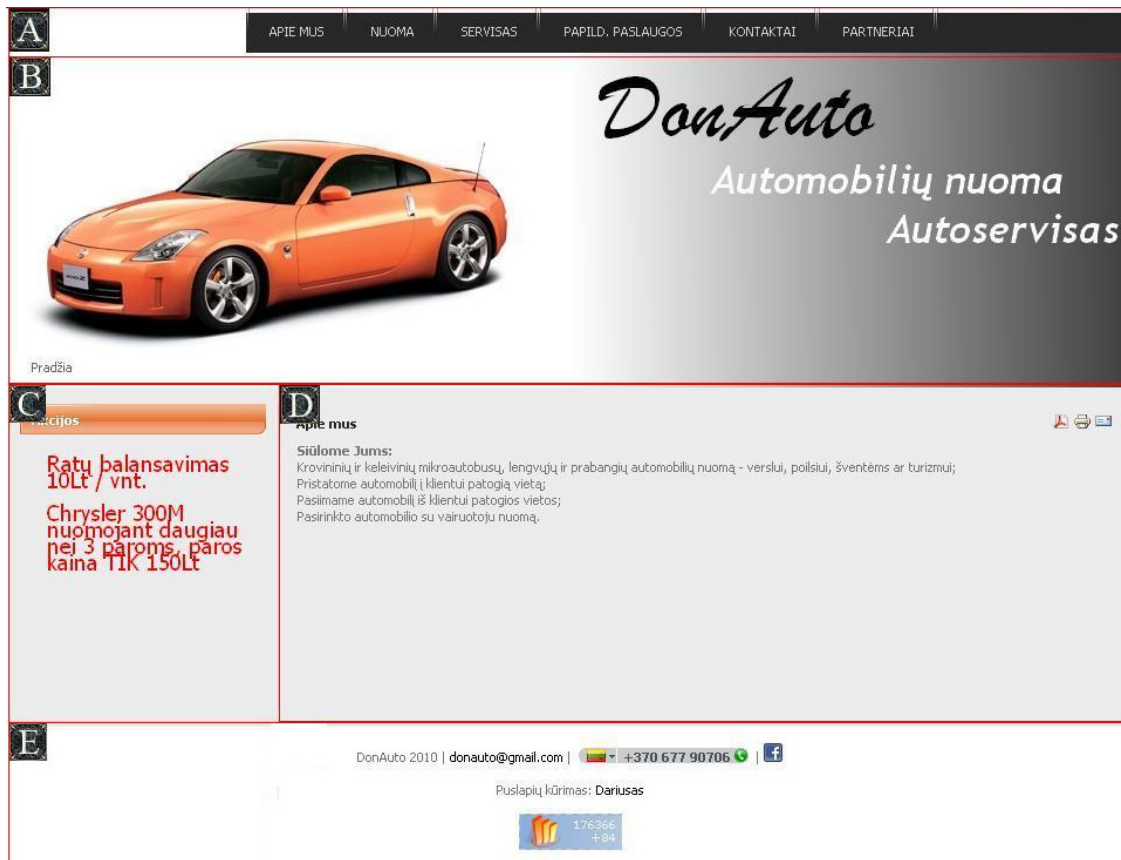 A
APIE MUS NUOMA SERVISAS PAPILD. PASLAUGOS KONTAKTAI PARTNERIAI
B
DonAuto
Automobilių nuoma
Autoservisas
Pradžia
C
Akcijos
Ratų balansavimas
10Lt / vnt.
Chrysler 300M
nuomojant daugiau
nei 3 paroms, paros
kaina TIK 150Lt
D
Apie mus
Siūlome Jums:
Krovininių ir keleivinių mikroautobusų, lengvųjų ir prabangių automobilių nuomą - verslui, poilsiui, šventėms ar turizmui;
Pristatome automobilį į klientui patogią vietą;
Pasiimame automobilį iš klientui patogios vietos;
Pasirinkto automobilio su vairuotoju nuomą.
E
DonAuto 2010 | donauto@gmail.com | +370 677 90706 |
Puslapių kūrimas: Dariusas
176366
+84